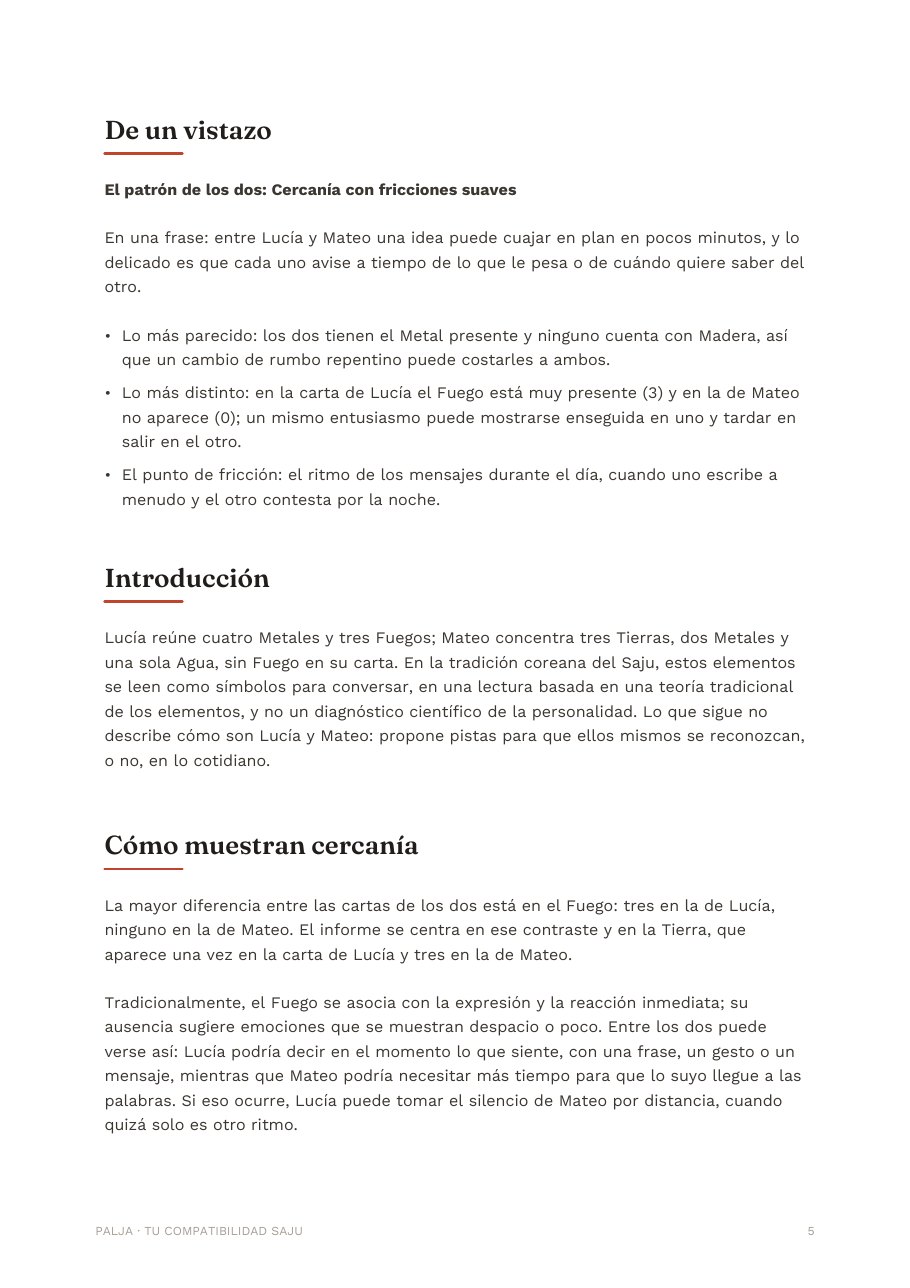 De un vistazo
El patrón de los dos: Cercanía con fricciones suaves
En una frase: entre Lucía y Mateo una idea puede cuajar en plan en pocos minutos, y lo
delicado es que cada uno avise a tiempo de lo que le pesa o de cuándo quiere saber del
otro.
• Lo más parecido: los dos tienen el Metal presente y ninguno cuenta con Madera, así
que un cambio de rumbo repentino puede costarles a ambos.
• Lo más distinto: en la carta de Lucía el Fuego está muy presente (3) y en la de Mateo
no aparece (0); un mismo entusiasmo puede mostrarse enseguida en uno y tardar en
salir en el otro.
• El punto de fricción: el ritmo de los mensajes durante el día, cuando uno escribe a
menudo y el otro contesta por la noche.
Introducción
Lucía reúne cuatro Metales y tres Fuegos; Mateo concentra tres Tierras, dos Metales y
una sola Agua, sin Fuego en su carta. En la tradición coreana del Saju, estos elementos
se leen como símbolos para conversar, en una lectura basada en una teoría tradicional
de los elementos, y no un diagnóstico científico de la personalidad. Lo que sigue no
describe cómo son Lucía y Mateo: propone pistas para que ellos mismos se reconozcan,
o no, en lo cotidiano.
Cómo muestran cercanía
La mayor diferencia entre las cartas de los dos está en el Fuego: tres en la de Lucía,
ninguno en la de Mateo. El informe se centra en ese contraste y en la Tierra, que
aparece una vez en la carta de Lucía y tres en la de Mateo.
Tradicionalmente, el Fuego se asocia con la expresión y la reacción inmediata; su
ausencia sugiere emociones que se muestran despacio o poco. Entre los dos puede
verse así: Lucía podría decir en el momento lo que siente, con una frase, un gesto o un
mensaje, mientras que Mateo podría necesitar más tiempo para que lo suyo llegue a las
palabras. Si eso ocurre, Lucía puede tomar el silencio de Mateo por distancia, cuando
quizá solo es otro ritmo.
PALJA · TU COMPATIBILIDAD SAJU
5